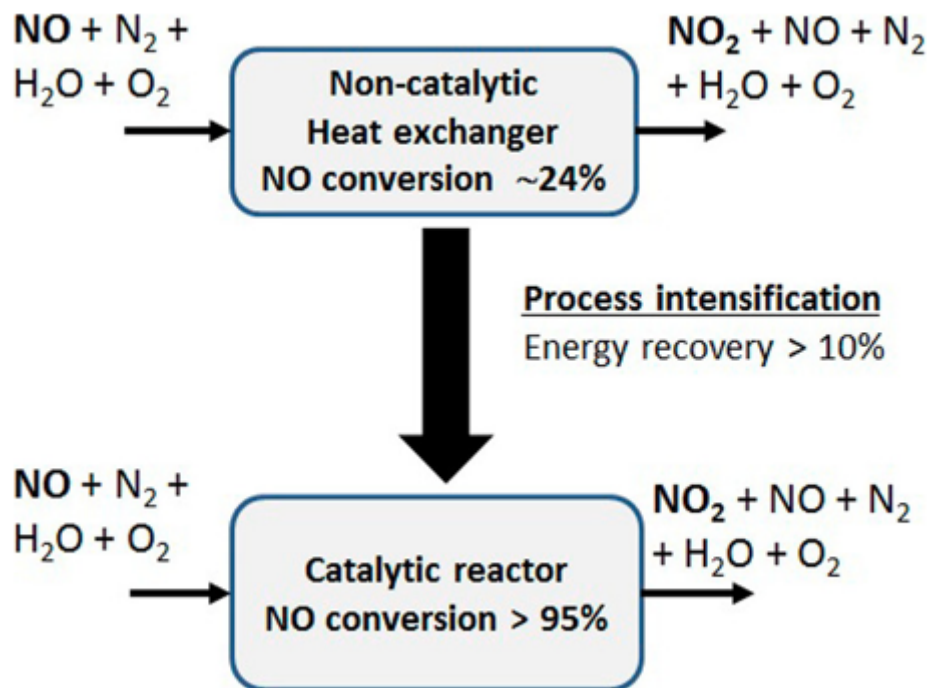 NO + N₂ +
H₂O + O₂
Non-catalytic
Heat exchanger
NO conversion ~24%
NO₂ + NO + N₂
+ H₂O + O₂
Process intensification
Energy recovery > 10%
NO + N₂ +
H₂O + O₂
Catalytic reactor
NO conversion > 95%
NO₂ + NO + N₂
+ H₂O + O₂